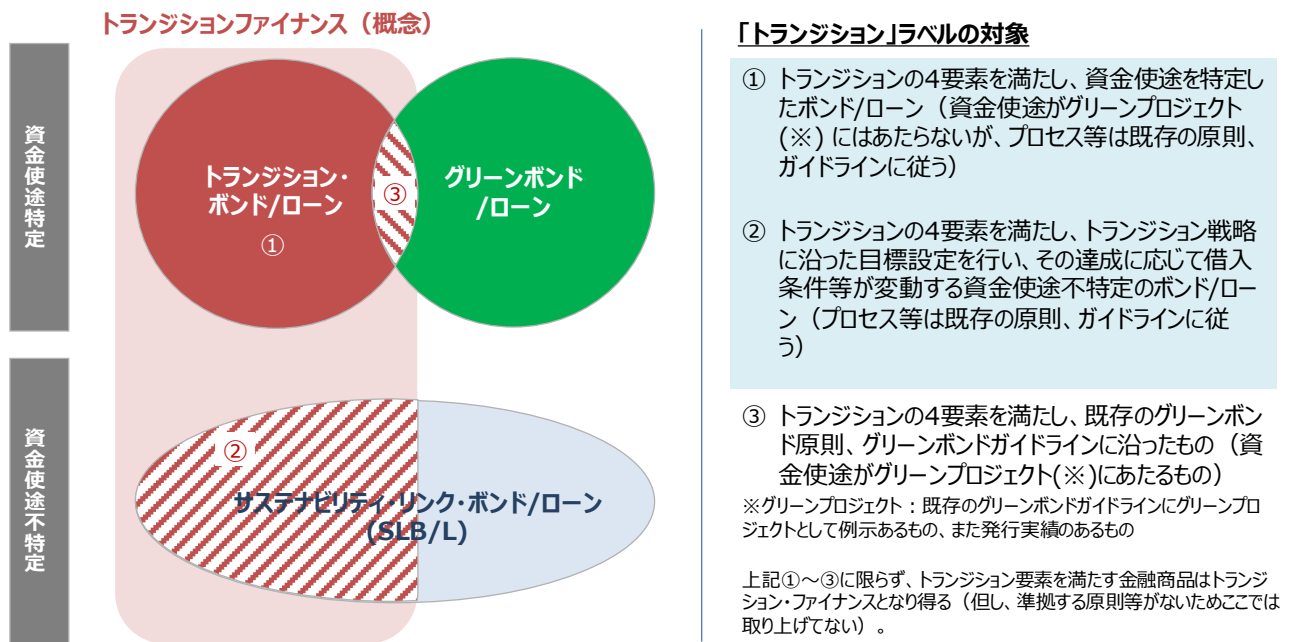 トランジションファイナンス（概念）
資金使途特定
トランジション・
ボンド/ローン
①
③
グリーンボンド
/ローン
資金使途不特定
②
サステナビリティ・リンク・ボンド/ローン
(SLB/L)
「トランジション」ラベルの対象
① トランジションの4要素を満たし、資金使途を特定し
たボンド/ローン（資金使途がグリーンプロジェクト
(※) にはあたらないが、プロセス等は既存の原則、
ガイドラインに従う）
② トランジションの4要素を満たし、トランジション戦略
に沿った目標設定を行い、その達成に応じて借入
条件等が変動する資金使途不特定のボンド/ロー
ン（プロセス等は既存の原則、ガイドラインに従
う）
③ トランジションの4要素を満たし、既存のグリーンボン
ド原則、グリーンボンドガイドラインに沿ったもの（資
金使途がグリーンプロジェクト(※)にあたるもの）
※グリーンプロジェクト：既存のグリーンボンドガイドラインにグリーンプロ
ジェクトとして例示あるもの、また発行実績のあるもの
上記①～③に限らず、トランジション要素を満たす金融商品はトランジ
ション・ファイナンスとなり得る（但し、準拠する原則等がないためここでは
取り上げてない）。